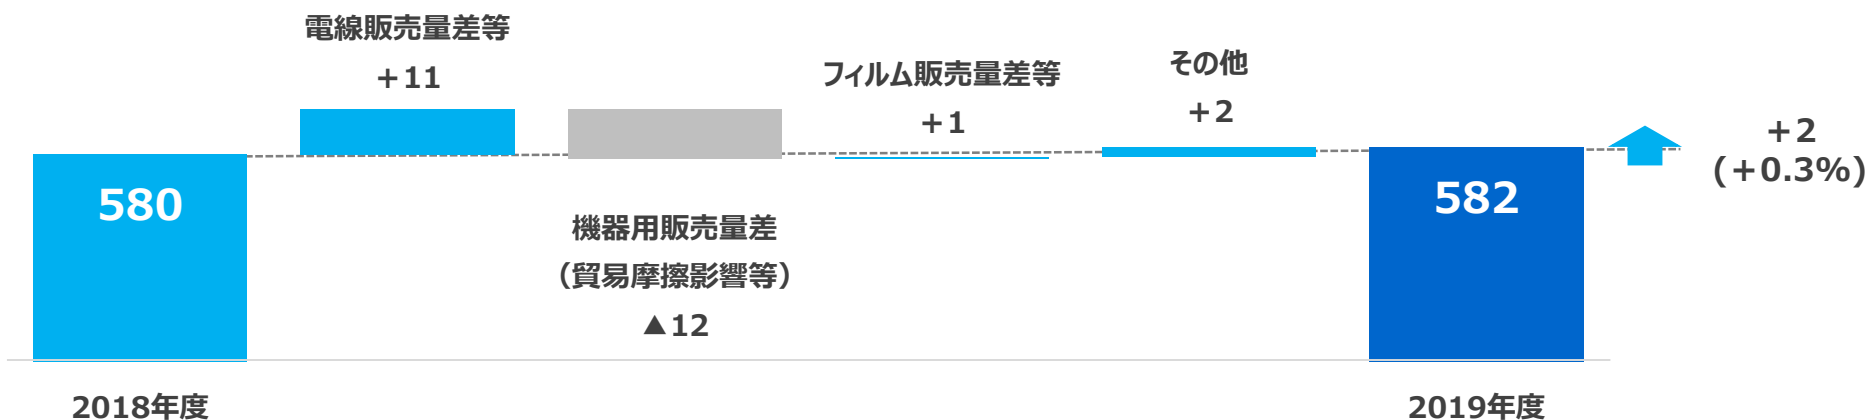 電線販売量差等
+11
580
2018年度
機器用販売量差
(貿易摩擦影響等)
▲12
フィルム販売量差等
+1
その他
+2
582
2019年度
+2
(+0.3%)